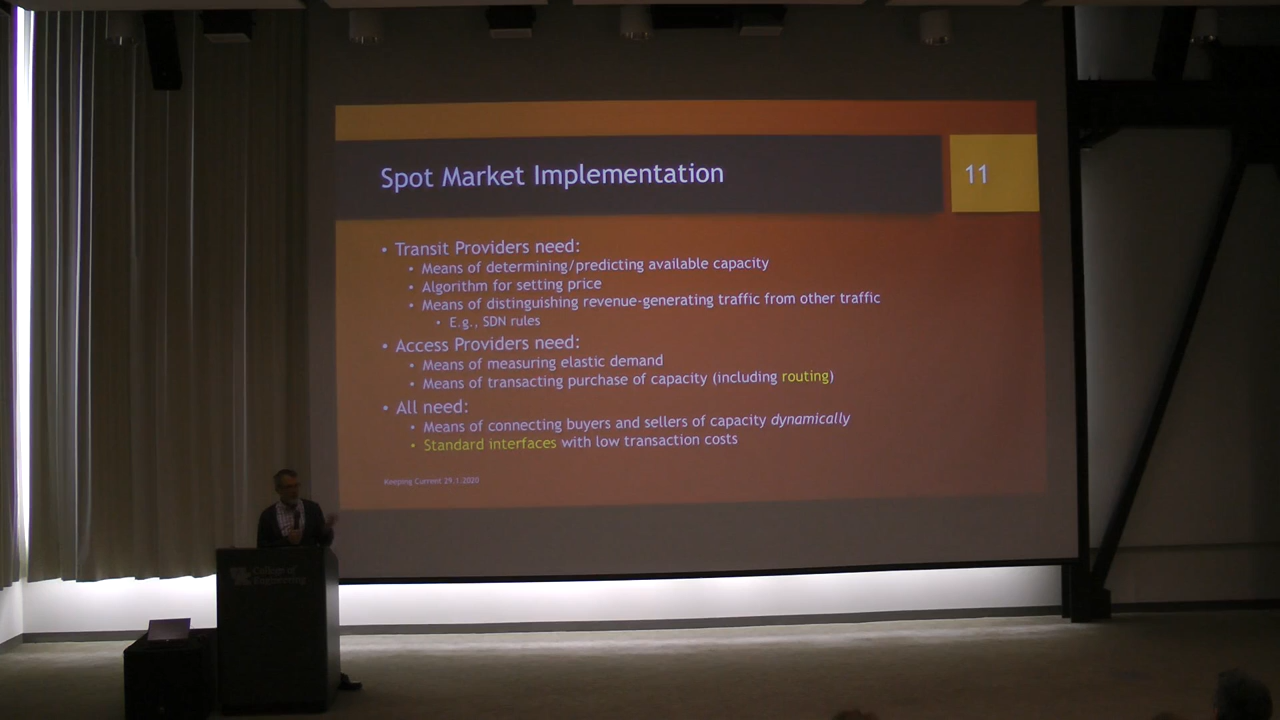 Spot Market Implementation
11
• Transit Providers need:
• Means of determining/predicting available capacity
• Algorithm for setting price
• Means of distinguishing revenue-generating traffic from other traffic
• E.g., SDN rules
• Access Providers need:
• Means of measuring elastic demand
• Means of transacting purchase of capacity (including routing)
• All need:
• Means of connecting buyers and sellers of capacity dynamically
• Standard interfaces with low transaction costs
Keeping Current 29.1.2020
College of
Engineering